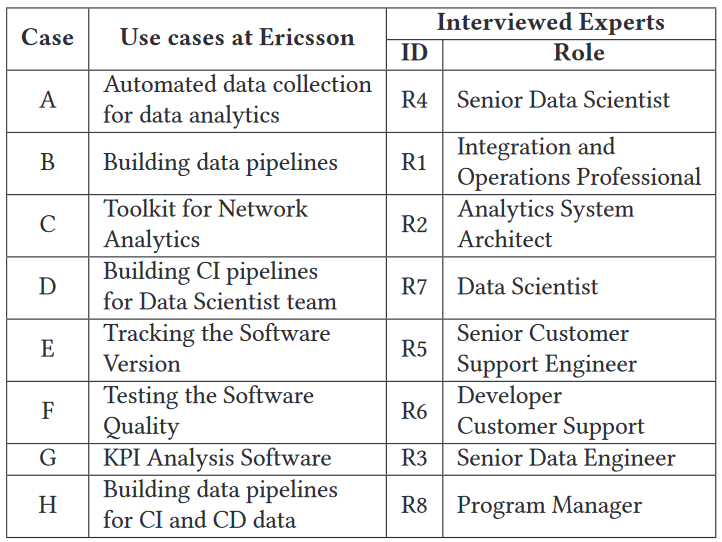 Case Use cases at Ericsson Interviewed Experts
ID Role
A Automated data collection for data analytics R4 Senior Data Scientist
B Building data pipelines R1 Integration and Operations Professional
C Toolkit for Network Analytics R2 Analytics System Architect
D Building CI pipelines for Data Scientist team R7 Data Scientist
E Tracking the Software Version R5 Senior Customer Support Engineer
F Testing the Software Quality R6 Developer Customer Support
G KPI Analysis Software R3 Senior Data Engineer
H Building data pipelines for CI and CD data R8 Program Manager